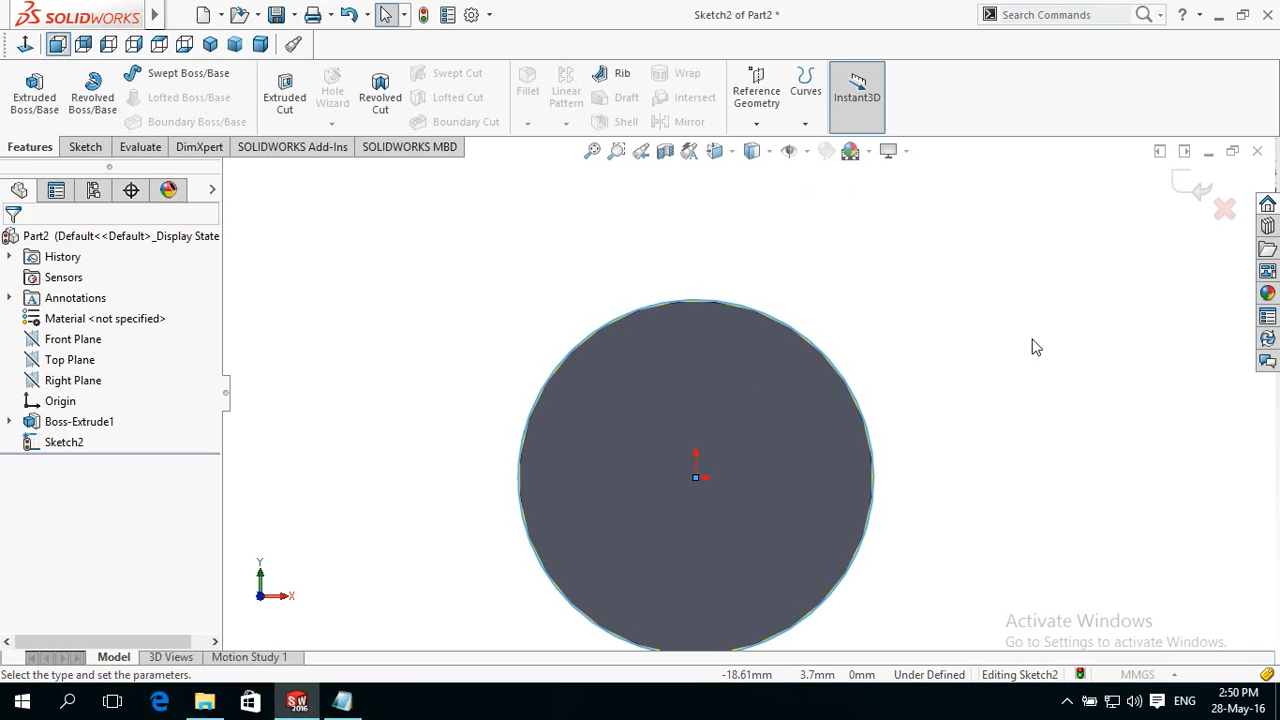 SOLIDWORKS
Sketch2 of Part2 *
Search Commands
Extruded Boss/Base
Revolved Boss/Base
Swept Boss/Base
Lofted Boss/Base
Boundary Boss/Base
Extruded Cut
Hole Wizard
Revolved Cut
Swept Cut
Lofted Cut
Boundary Cut
Fillet
Linear Pattern
Rib
Draft
Shell
Wrap
Intersect
Mirror
Reference Geometry
Curves
Instant3D
Features
Sketch
Evaluate
DimXpert
SOLIDWORKS Add-Ins
SOLIDWORKS MBD
Part2 (Default<<Default>_Display State
History
Sensors
Annotations
Material <not specified>
Front Plane
Top Plane
Right Plane
Origin
Boss-Extrude1
Sketch2
Y
X
Activate Windows
Go to Settings to activate Windows.
Model
3D Views
Motion Study 1
Select the type and set the parameters.
-18.61mm
3.7mm
0mm
Under Defined
Editing Sketch2
MMGS
SW
2016
ENG
2:50 PM
28-May-16